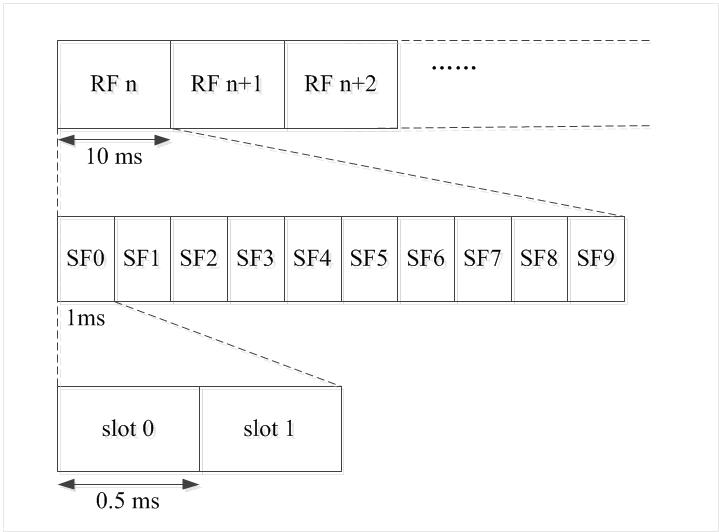 RF n RF n+1 RF n+2 ......
10 ms
SF0 SF1 SF2 SF3 SF4 SF5 SF6 SF7 SF8 SF9
1ms
slot 0 slot 1
0.5 ms